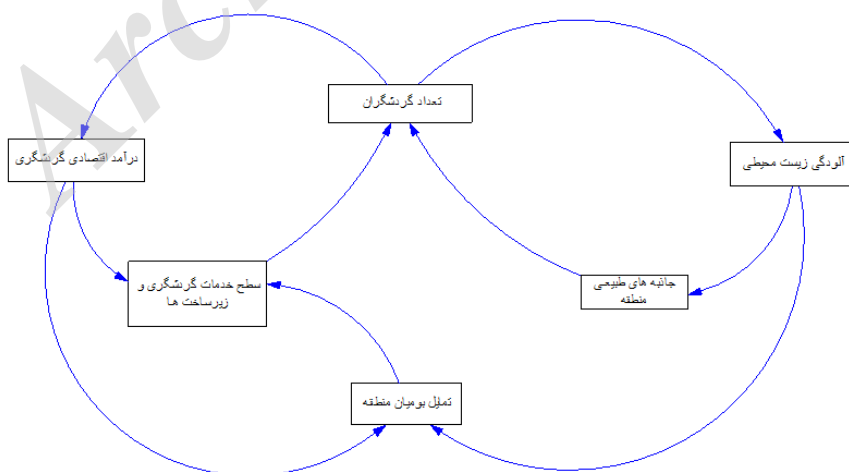 Arc
تعداد گردشگران
درآمد اقتصادی گردشگری
آلودگی زیست محیطی
سطح خدمات گردشگری و
زیرساخت ها
جاذبه های طبیعی
منطقه
تمایل بومیان منطقه